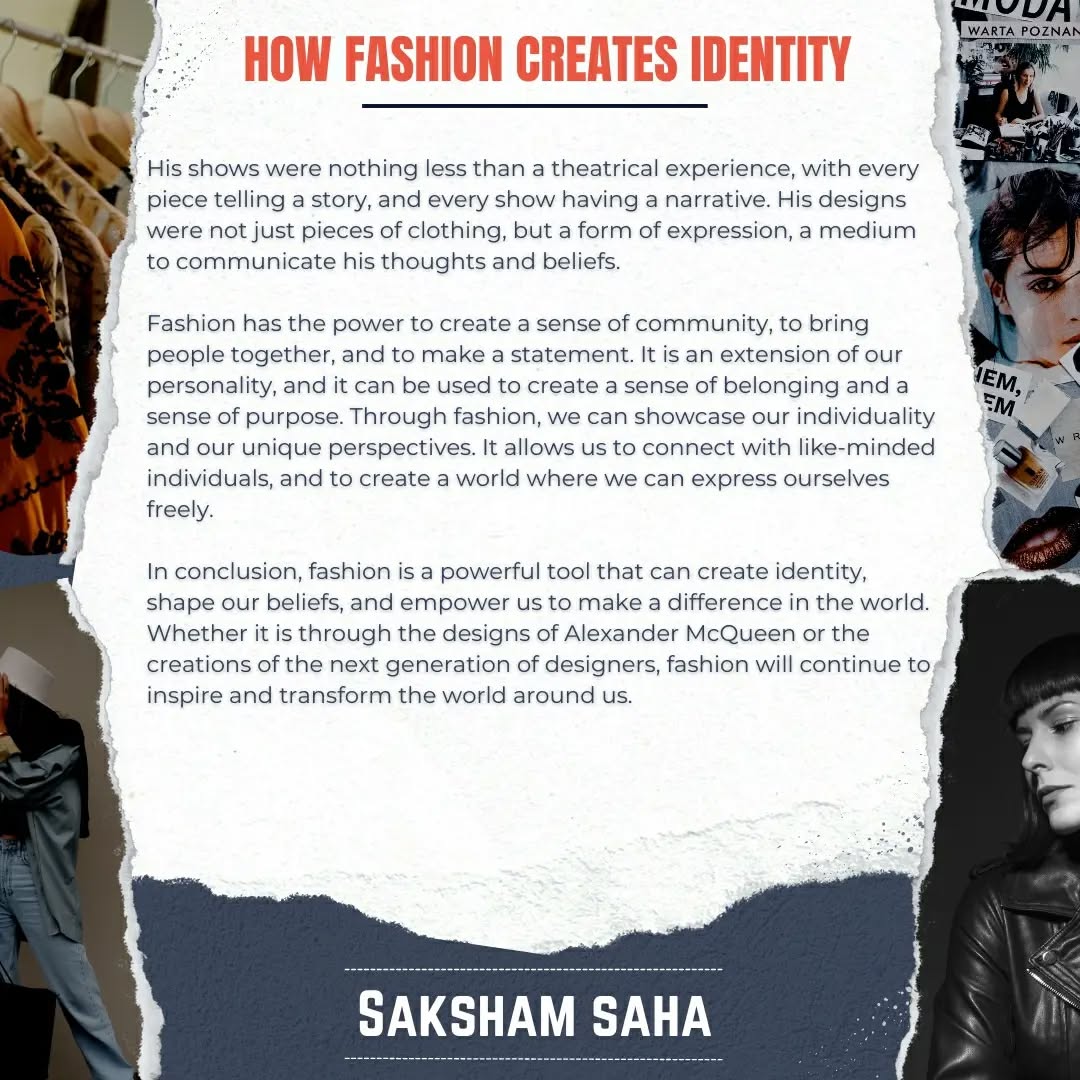 HOW FASHION CREATES IDENTITY
MODA
WARTA POZNAN
His shows were nothing less than a theatrical experience, with every
piece telling a story, and every show having a narrative. His designs
were not just pieces of clothing, but a form of expression, a medium
to communicate his thoughts and beliefs.
Fashion has the power to create a sense of community, to bring
people together, and to make a statement. It is an extension of our
personality, and it can be used to create a sense of belonging and a
sense of purpose. Through fashion, we can showcase our individuality
and our unique perspectives. It allows us to connect with like-minded
individuals, and to create a world where we can express ourselves
freely.
In conclusion, fashion is a powerful tool that can create identity,
shape our beliefs, and empower us to make a difference in the world.
Whether it is through the designs of Alexander McQueen or the
creations of the next generation of designers, fashion will continue to
inspire and transform the world around us.
SAKSHAM SAHA